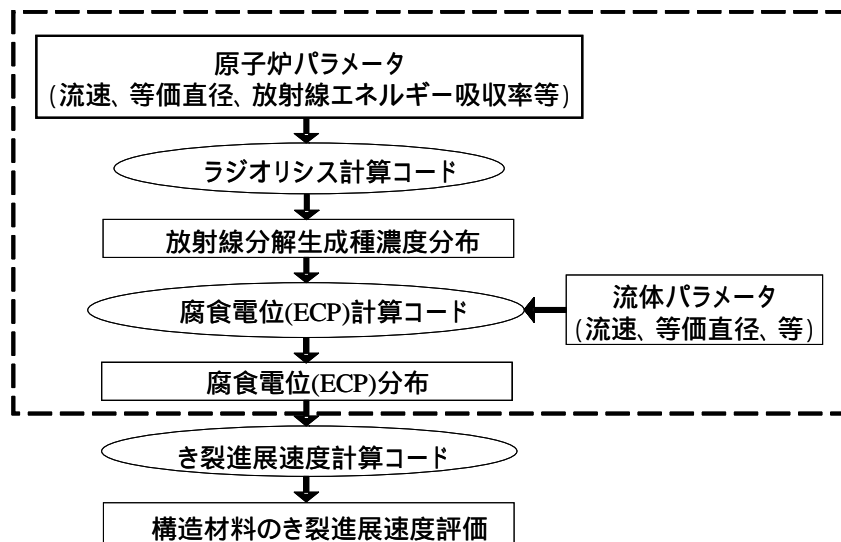 原子炉パラメータ
(流速、等価直径、放射線エネルギー吸収率等)
ラジオリシス計算コード
放射線分解生成種濃度分布
腐食電位(ECP)計算コード
流体パラメータ
(流速、等価直径、等)
腐食電位(ECP)分布
き裂進展速度計算コード
構造材料のき裂進展速度評価